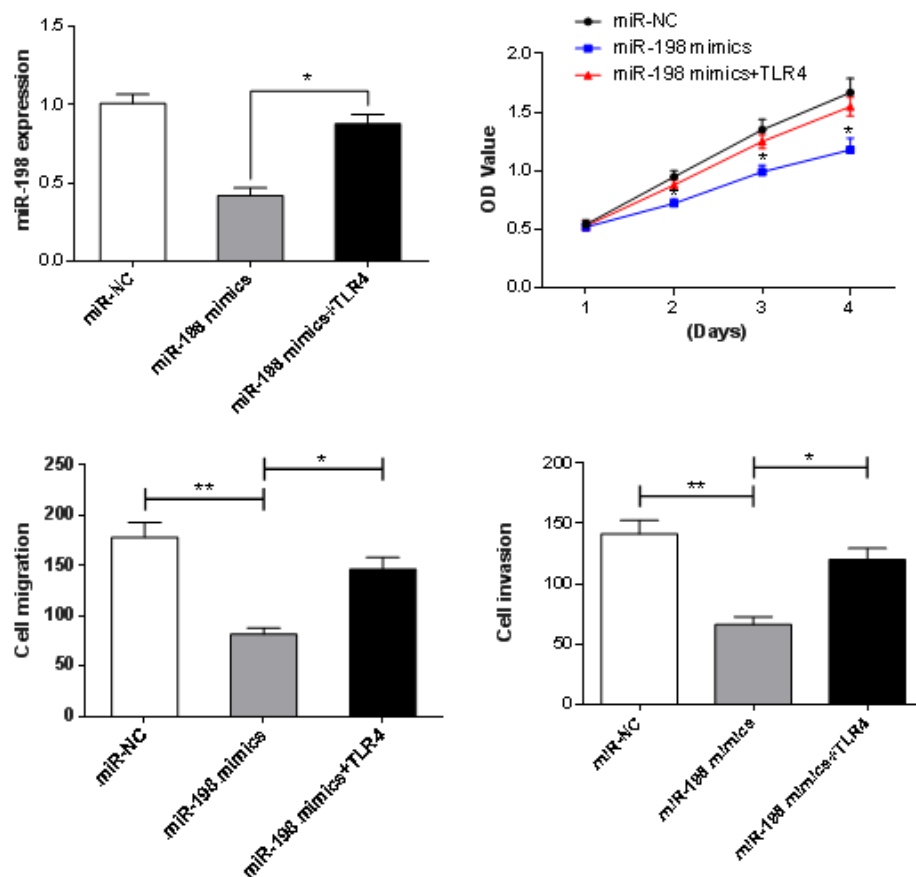 miR-198 expression
1.5
1.0
0.5
0.0
*
miR-NC
miR-198 mimics
miR-198 mimics+TLR4
miR-NC
miR-198 mimics
miR-198 mimics+TLR4
OD Value
2.0
1.5
1.0
0.5
0.0
*
*
*
1
2
3
4
(Days)
Cell migration
250
200
150
100
50
0
**
*
miR-NC
miR-198 mimics
miR-198 mimics+TLR4
Cell invasion
200
150
100
50
0
**
*
miR-NC
miR-198 mimics
miR-198 mimics+TLR4